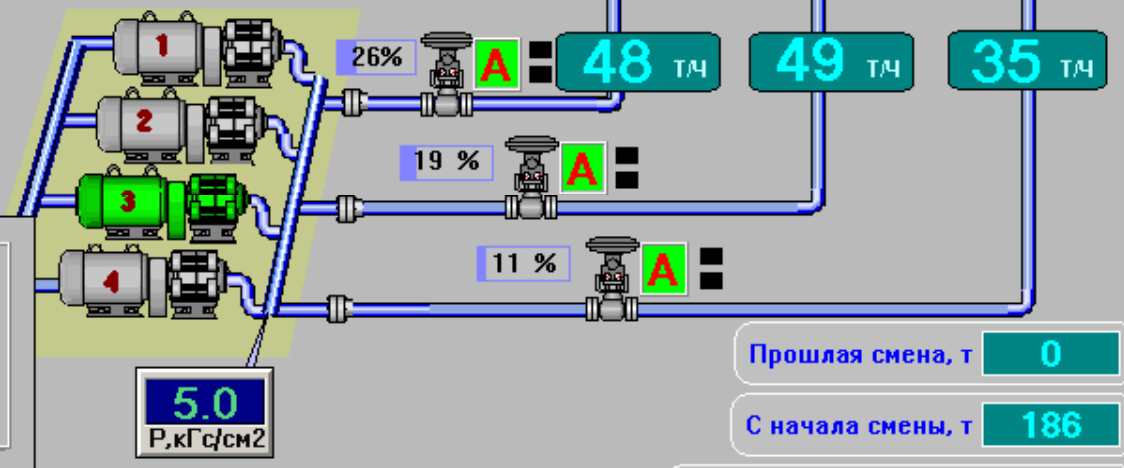 1
26%
A
48 т/ч
49 т/ч
35 т/ч
2
19 %
A
3
4
11 %
A
Прошлая смена, т 0
5.0
Р,кГс/см2
С начала смены, т 186